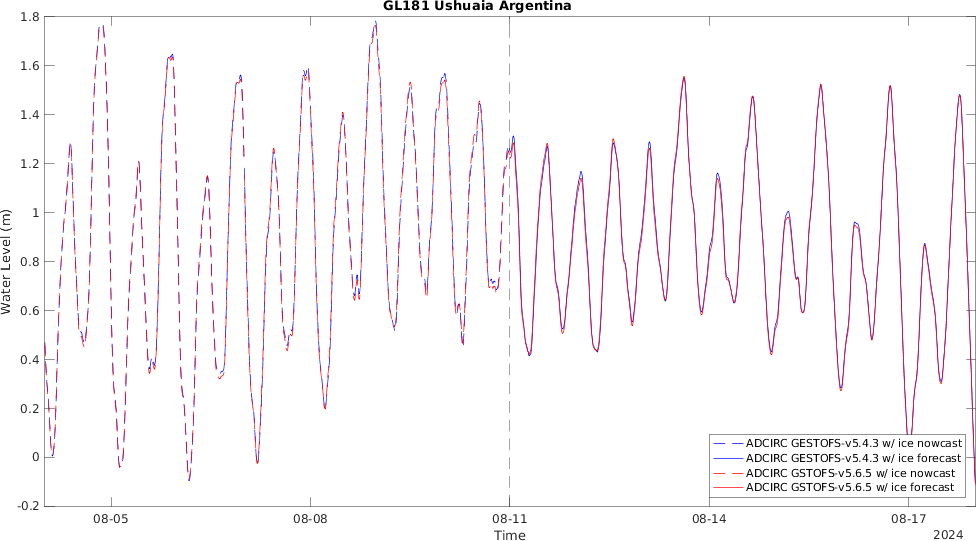 GL181 Ushuaia Argentina
1.8
1.6
1.4
1.2
1
0.8
0.6
0.4
0.2
0
-0.2
Water Level (m)
ADCIRC GESTOFS-v5.4.3 w/ ice nowcast
ADCIRC GESTOFS-v5.4.3 w/ ice forecast
ADCIRC GSTOFS-v5.6.5 w/ ice nowcast
ADCIRC GSTOFS-v5.6.5 w/ ice forecast
08-05 08-08 08-11 08-14 08-17
Time
2024